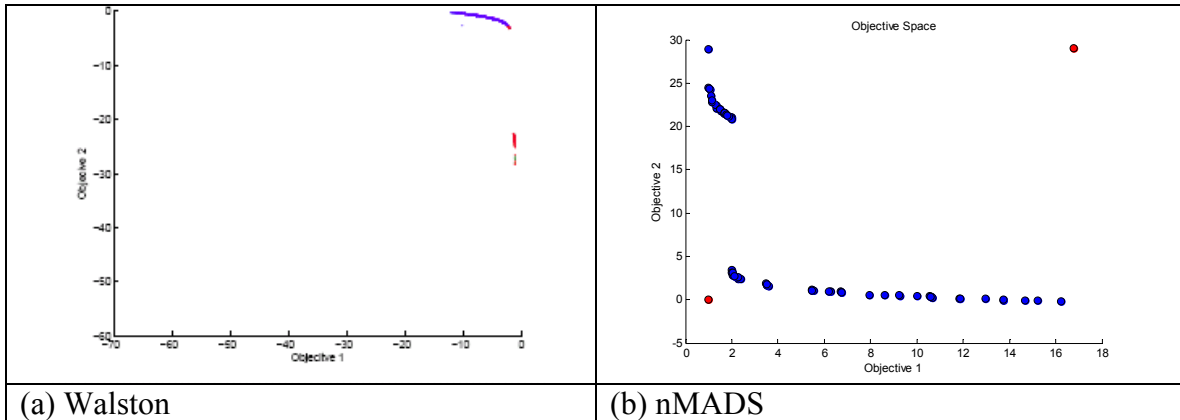 0
−10
−20
−30
−40
−50
−60
−70 −60 −50 −40 −30 −20 −10 0
Objective 2
Objective 1
(a) Walston
Objective Space
30
25
20
15
10
5
0
-5
0 2 4 6 8 10 12 14 16 18
Objective 2
Objective 1
(b) nMADS